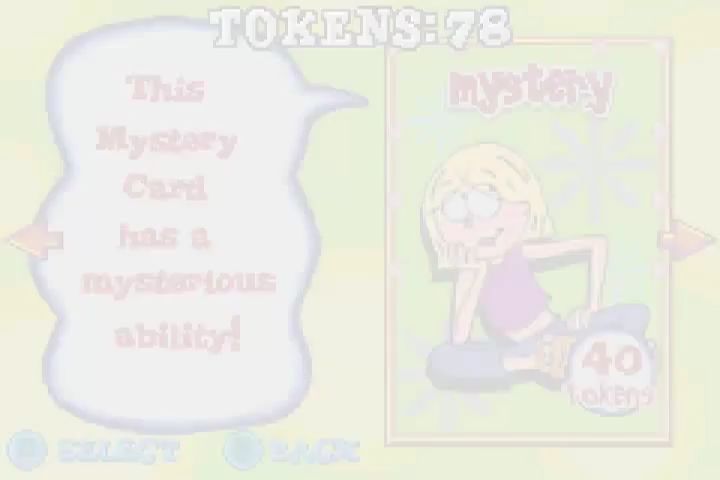 TOKENS: 78
This
Mystery
Card
has a
mysterious
ability!
mystery
40
TOKENS
SELECT
BACK